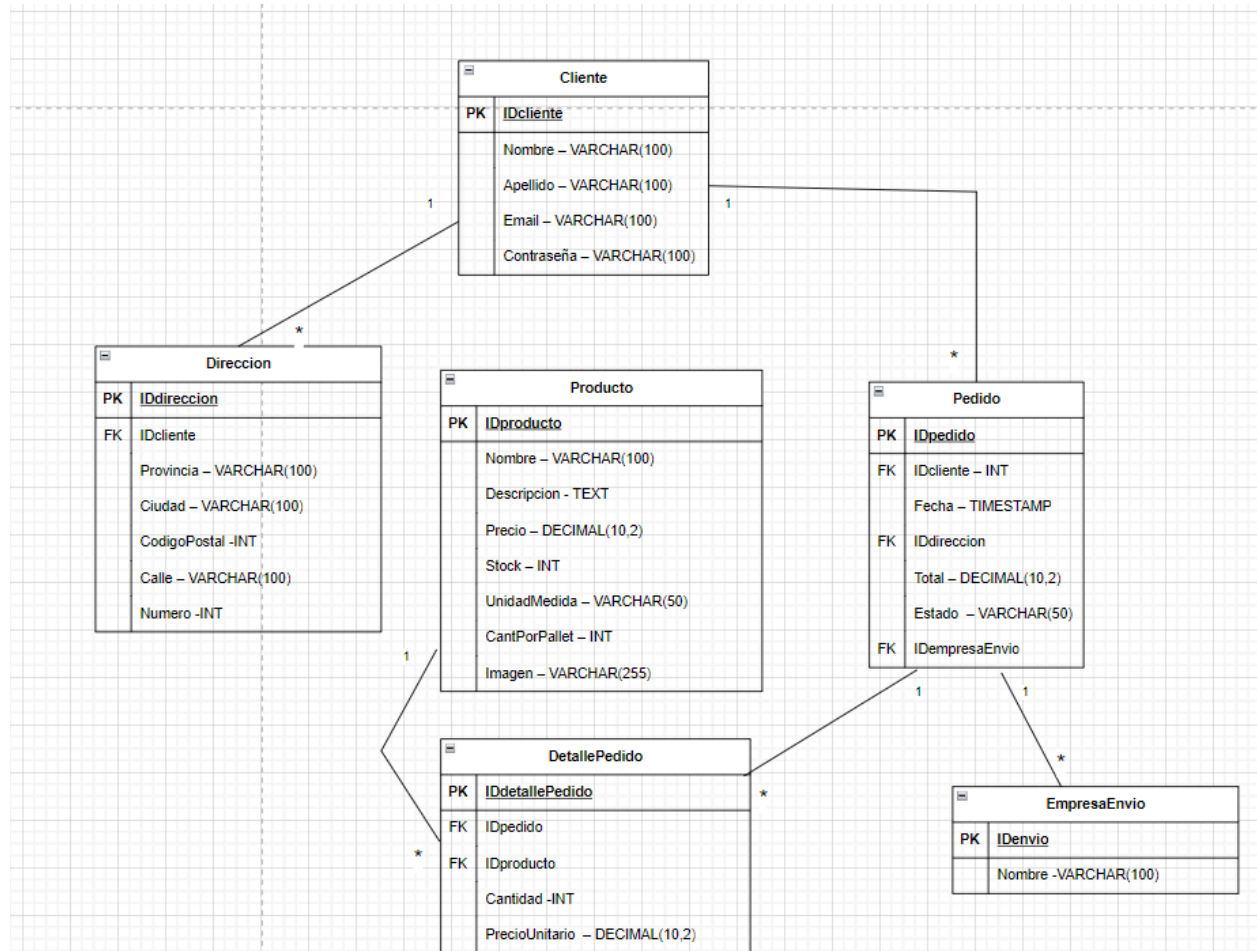 Cliente
PK IDcliente
Nombre – VARCHAR(100)
Apellido – VARCHAR(100)
Email – VARCHAR(100)
Contraseña – VARCHAR(100)
1
1
*
*
Direccion
PK IDdireccion
FK IDcliente
Provincia – VARCHAR(100)
Ciudad – VARCHAR(100)
CodigoPostal -INT
Calle – VARCHAR(100)
Numero -INT
Producto
PK IDproducto
Nombre – VARCHAR(100)
Descripcion - TEXT
Precio – DECIMAL(10,2)
Stock – INT
UnidadMedida – VARCHAR(50)
CantPorPallet – INT
Imagen – VARCHAR(255)
Pedido
PK IDpedido
FK IDcliente – INT
Fecha – TIMESTAMP
FK IDdireccion
Total – DECIMAL(10,2)
Estado – VARCHAR(50)
FK IDempresaEnvio
1
1
1
*
*
*
DetallePedido
PK IDdetallePedido
FK IDpedido
FK IDproducto
Cantidad -INT
PrecioUnitario – DECIMAL(10,2)
EmpresaEnvio
PK IDenvio
Nombre -VARCHAR(100)